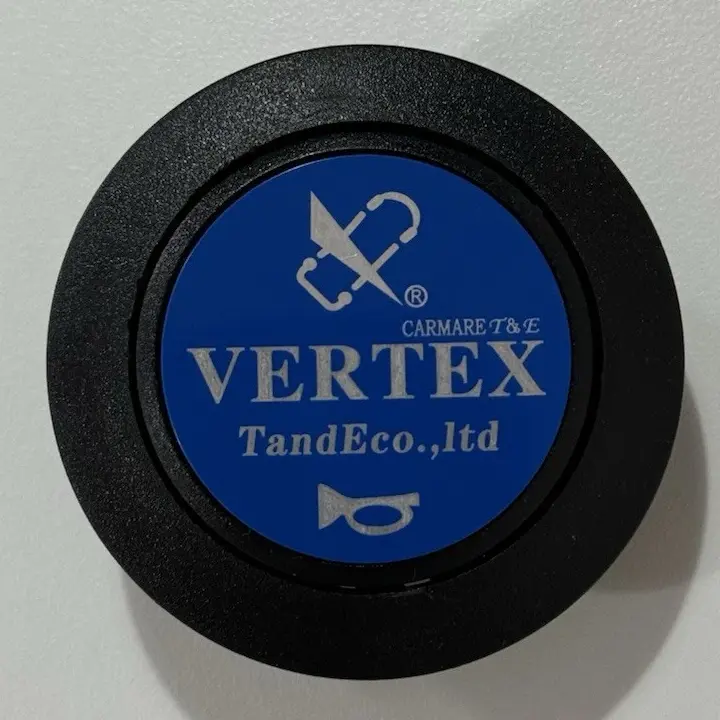 ®
CARMARE T&E
VERTEX
TandEco.,ltd